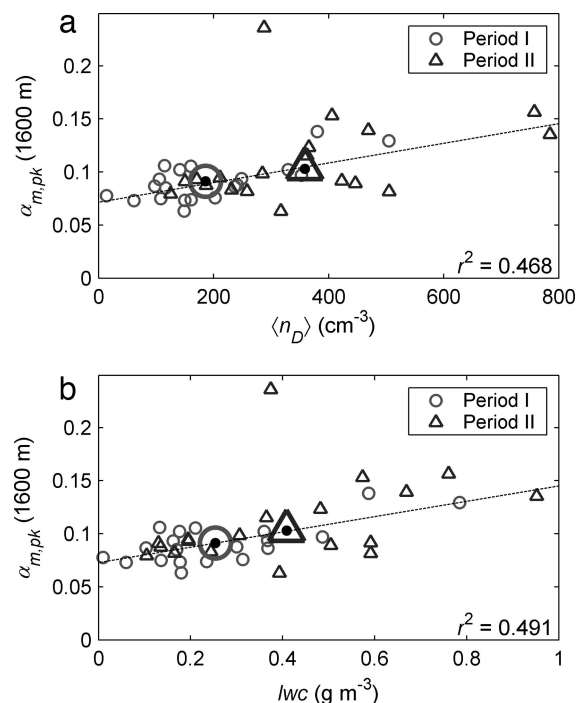 a
Period I
Period II
0.2
0.15
0.1
0.05
0
α_{m,pk} (1600 m)
r² = 0.468
0 200 400 600 800
⟨n_D⟩ (cm⁻³)
b
Period I
Period II
0.2
0.15
0.1
0.05
0
α_{m,pk} (1600 m)
r² = 0.491
0 0.2 0.4 0.6 0.8 1
lwc (g m⁻³)